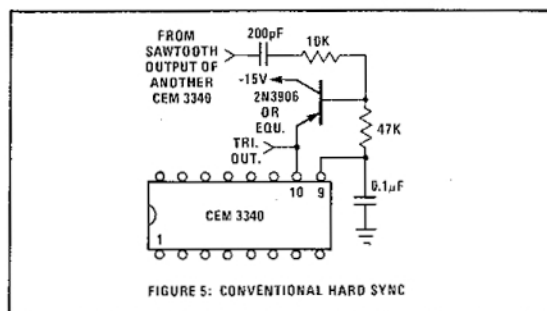 FROM
SAWTOOTH
OUTPUT OF
ANOTHER
CEM 3340
200pF
10K
-15V
2N3906
OR
EQU.
TRI.
OUT.
47K
0.1µF
10 9
CEM 3340
1
FIGURE 5: CONVENTIONAL HARD SYNC